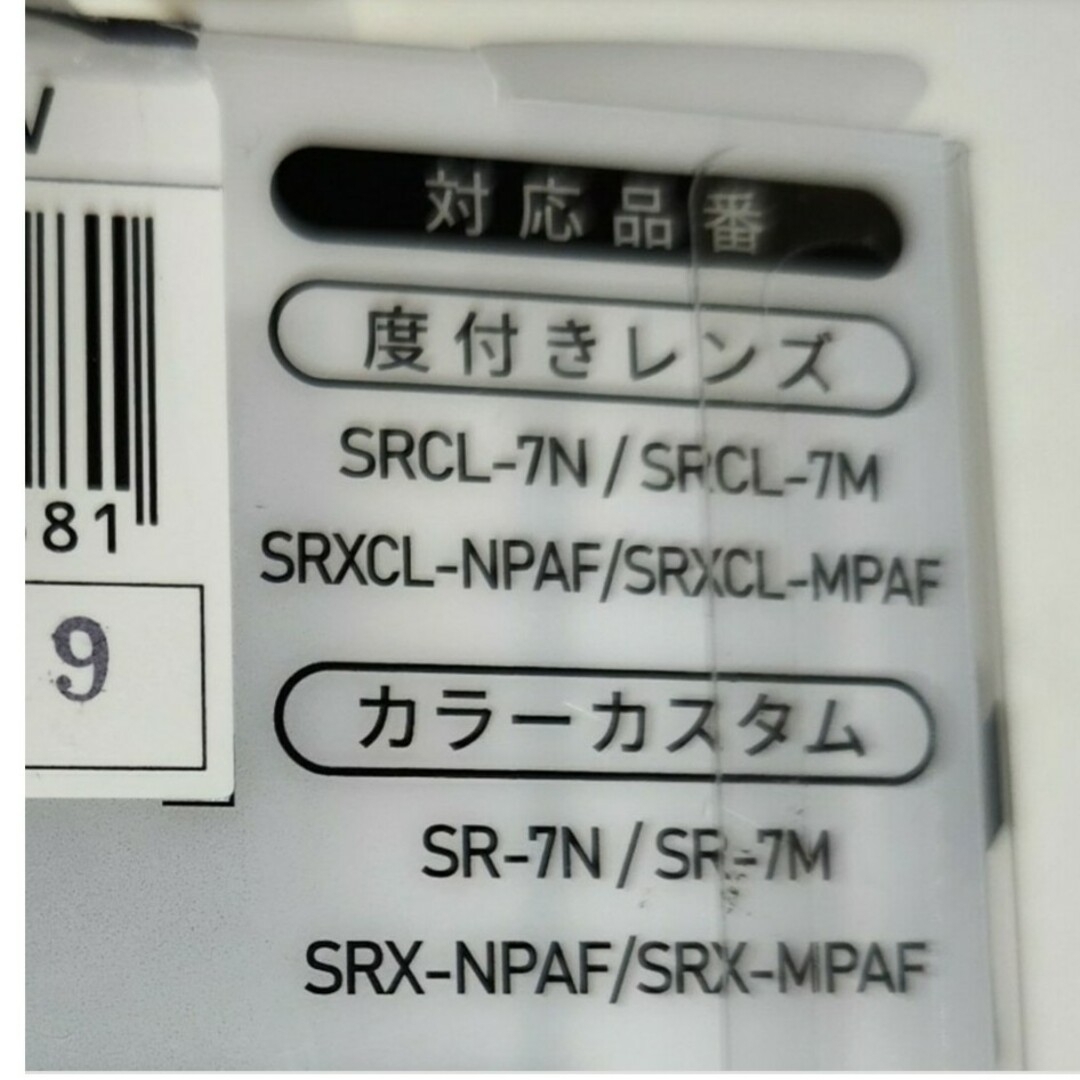 対応品番
度付きレンズ
SRCL-7N / SRCL-7M
SRXCL-NPAF/SRXCL-MPAF
カラーカスタム
SR-7N / SR-7M
SRX-NPAF/SRX-MPAF
81
9